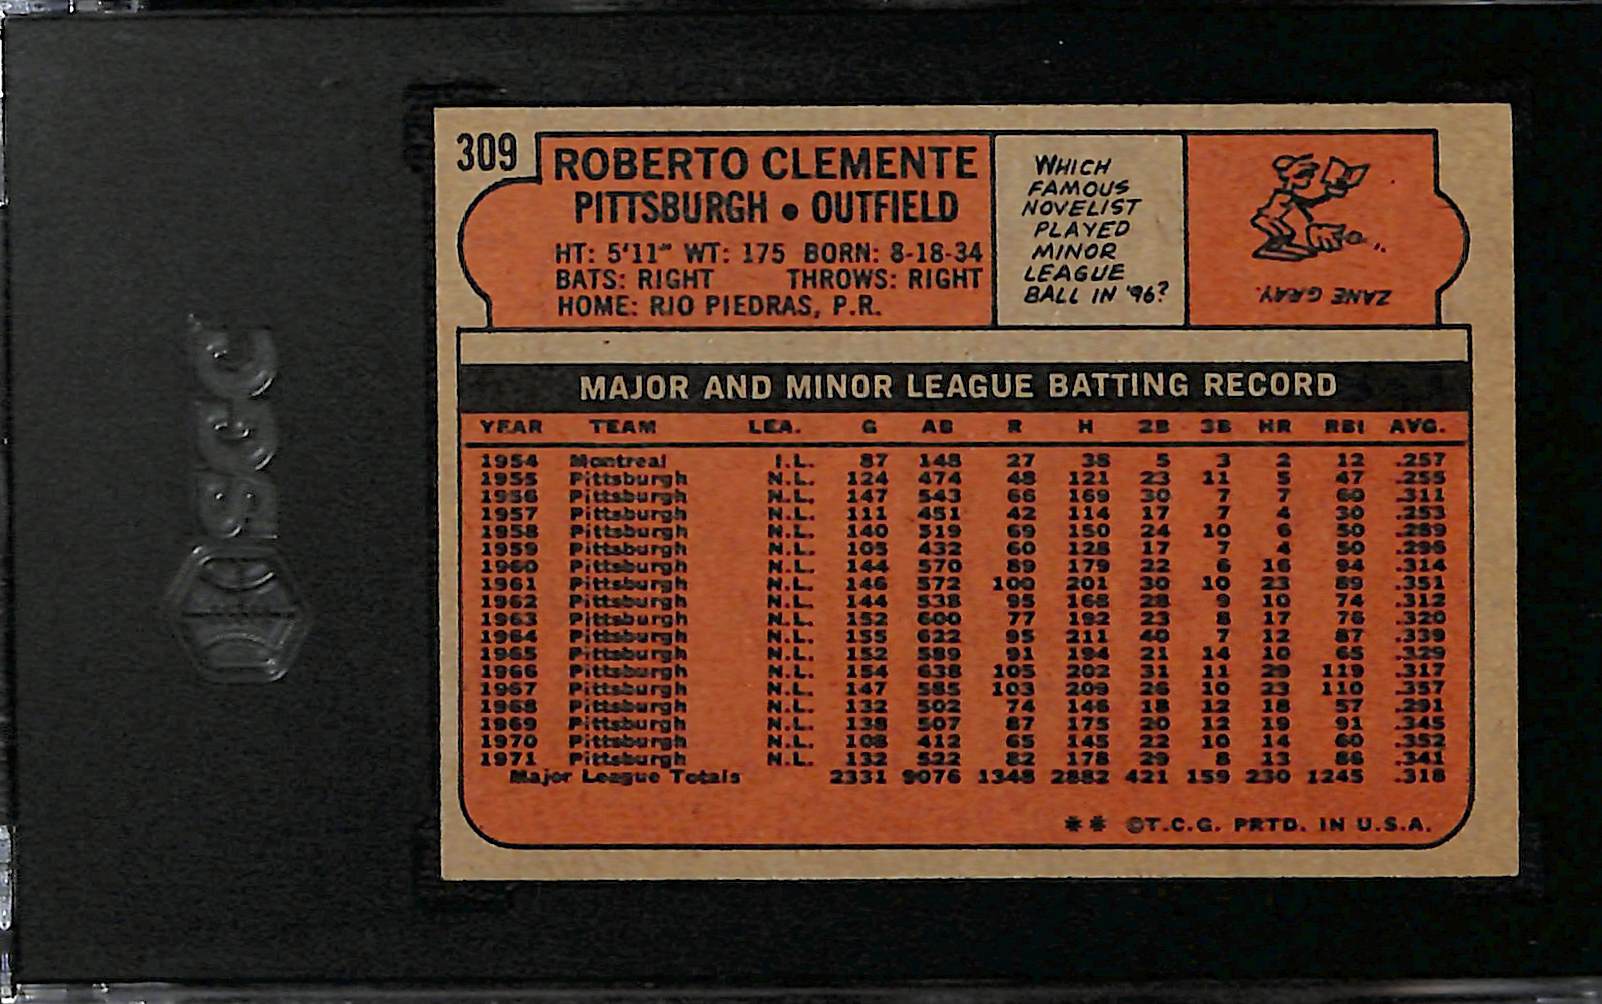 309
ROBERTO CLEMENTE
PITTSBURGH • OUTFIELD
HT: 5'11" WT: 175 BORN: 8-18-34
BATS: RIGHT THROWS: RIGHT
HOME: RIO PIEDRAS, P.R.
WHICH
FAMOUS
NOVELIST
PLAYED
MINOR
LEAGUE
BALL IN '96?
ZANE GRAY.
MAJOR AND MINOR LEAGUE BATTING RECORD
YEAR TEAM LEA. G AB R H 2B 3B HR RBI AVG.
1954 Montreal I.L. 87 148 27 38 5 3 2 12 .257
1955 Pittsburgh N.L. 124 474 48 121 23 11 5 47 .255
1956 Pittsburgh N.L. 147 543 66 169 30 7 7 60 .311
1957 Pittsburgh N.L. 111 451 42 114 17 7 4 30 .253
1958 Pittsburgh N.L. 140 519 69 150 24 10 6 50 .289
1959 Pittsburgh N.L. 105 432 60 128 17 7 4 50 .296
1960 Pittsburgh N.L. 144 570 89 179 22 6 16 94 .314
1961 Pittsburgh N.L. 146 572 100 201 30 10 23 89 .351
1962 Pittsburgh N.L. 144 538 95 168 28 9 10 74 .312
1963 Pittsburgh N.L. 152 600 77 192 23 8 17 76 .320
1964 Pittsburgh N.L. 155 622 95 211 40 7 12 87 .339
1965 Pittsburgh N.L. 152 589 91 194 21 14 10 65 .329
1966 Pittsburgh N.L. 154 638 105 202 31 11 29 119 .317
1967 Pittsburgh N.L. 147 585 103 209 26 10 23 110 .357
1968 Pittsburgh N.L. 132 502 74 146 18 12 18 57 .291
1969 Pittsburgh N.L. 138 507 87 175 20 12 19 91 .345
1970 Pittsburgh N.L. 108 412 65 145 22 10 14 60 .352
1971 Pittsburgh N.L. 132 522 82 178 29 8 13 86 .341
Major League Totals 2331 9076 1348 2882 421 159 230 1245 .318
** ©T.C.G. PRTD. IN U.S.A.
SGC